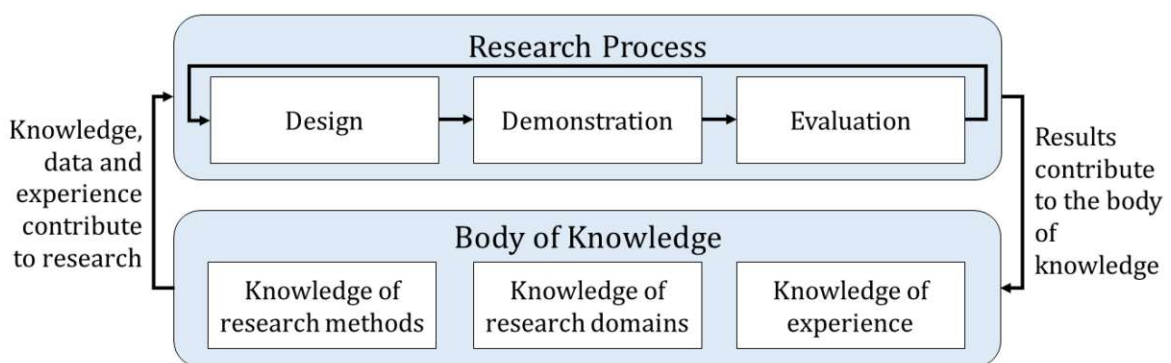 Research Process
Design
Demonstration
Evaluation
Knowledge,
data and
experience
contribute
to research
Results
contribute
to the body
of
knowledge
Body of Knowledge
Knowledge of
research methods
Knowledge of
research domains
Knowledge of
experience